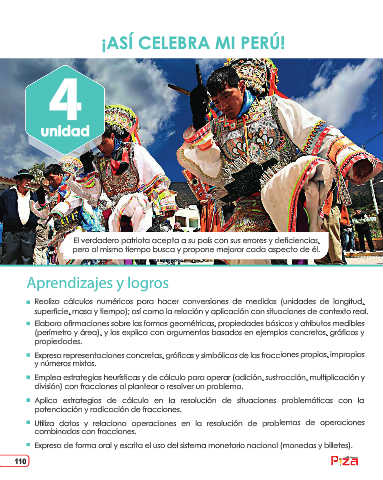 ¡ASÍ CELEBRA MI PERÚ!
4
unidad
El verdadero patriota acepta a su país con sus errores y deficiencias,
pero al mismo tiempo busca y propone mejorar cada aspecto de él.
Aprendizajes y logros
Realiza cálculos numéricos para hacer conversiones de medidas (unidades de longitud,
superficie, masa y tiempo); así como la relación y aplicación con situaciones de contexto real.
Elabora afirmaciones sobre las formas geométricas, propiedades básicas y atributos medibles
(perímetro y área), y las explica con argumentos basados en ejemplos concretos, gráficos y
propiedades.
Expresa representaciones concretas, gráficas y simbólicas de las fracciones propias, impropias
y números mixtos.
Emplea estrategias heurísticas y de cálculo para operar (adición, sustracción, multiplicación y
división) con fracciones al plantear o resolver un problema.
Aplica estrategias de cálculo en la resolución de situaciones problemáticas con la
potenciación y radicación de fracciones.
Utiliza datos y relaciona operaciones en la resolución de problemas de operaciones
combinadas con fracciones.
Expresa de forma oral y escrita el uso del sistema monetario nacional (monedas y billetes).
110